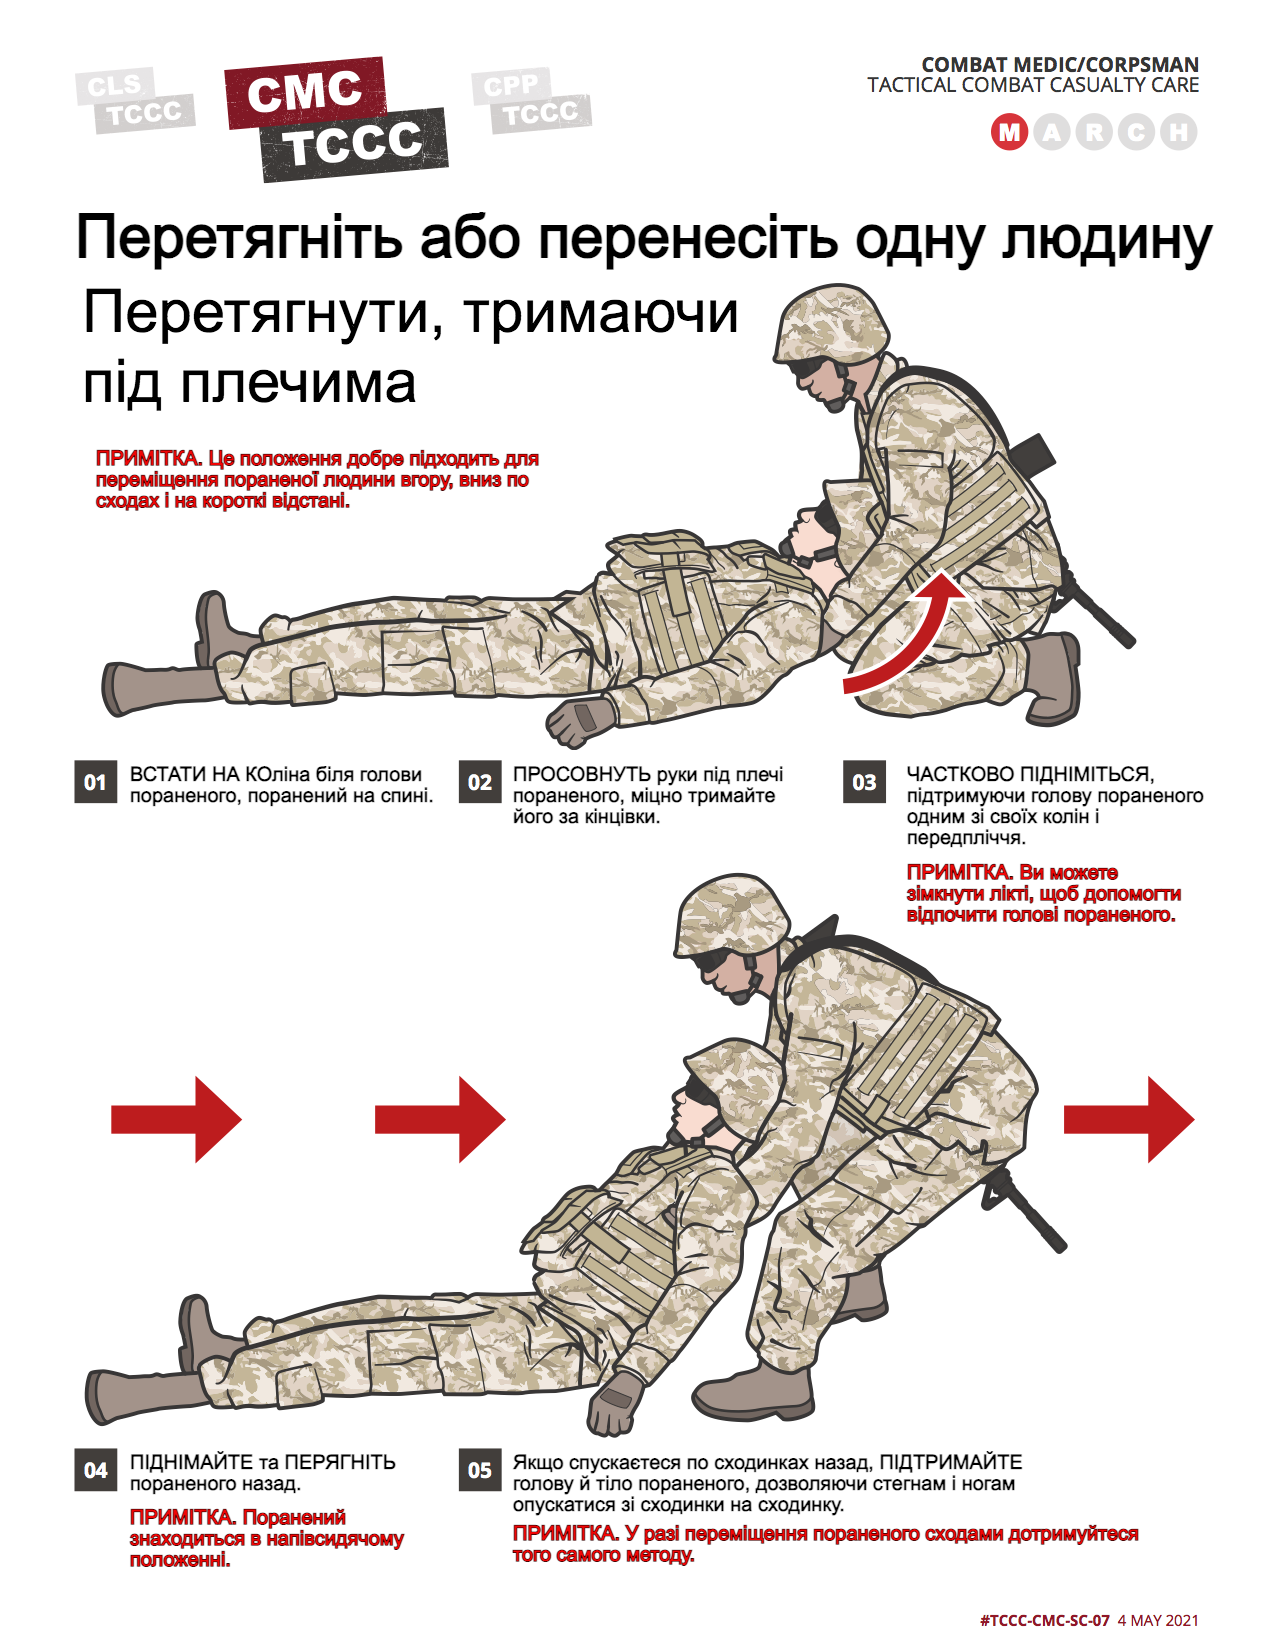 CLS
TCCC
CMC
TCCC
CPP
TCCC
COMBAT MEDIC/CORPSMAN
TACTICAL COMBAT CASUALTY CARE
M A R C H
Перетягніть або перенесіть одну людину
Перетягнути, тримаючи
під плечима
ПРИМІТКА. Це положення добре підходить для
переміщення пораненої людини вгору, вниз по
сходах і на короткі відстані.
01
ВСТАТИ НА КОліна біля голови
пораненого, поранений на спині.
02
ПРОСОВНУТЬ руки під плечі
пораненого, міцно тримайте
його за кінцівки.
03
ЧАСТКОВО ПІДНІМІТЬСЯ,
підтримуючи голову пораненого
одним зі своїх колін і
передпліччя.
ПРИМІТКА. Ви можете
зімкнути лікті, щоб допомогти
відпочити голові пораненого.
04
ПІДНІМАЙТЕ та ПЕРЯГНІТЬ
пораненого назад.
ПРИМІТКА. Поранений
знаходиться в напівсидячому
положенні.
05
Якщо спускаєтеся по сходинках назад, ПІДТРИМАЙТЕ
голову й тіло пораненого, дозволяючи стегнам і ногам
опускатися зі сходинки на сходинку.
ПРИМІТКА. У разі переміщення пораненого сходами дотримуйтеся
того самого методу.
#TCCC-CMC-SC-07 4 MAY 2021